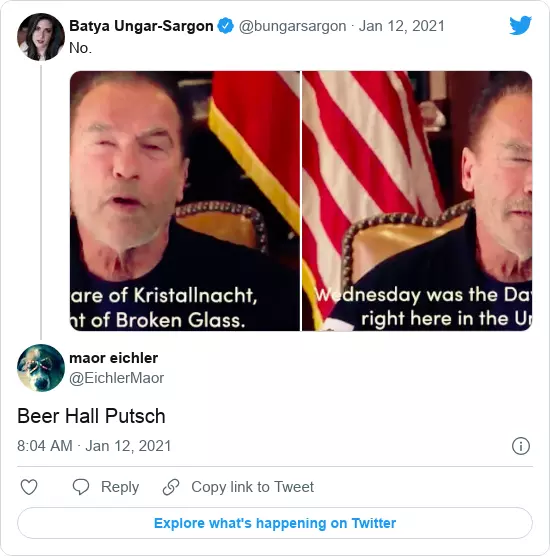 Batya Ungar-Sargon @bungarsargon · Jan 12, 2021
No.
are of Kristallnacht,
ht of Broken Glass.
Wednesday was the Da
right here in the Un
maor eichler
@EichlerMaor
Beer Hall Putsch
8:04 AM · Jan 12, 2021
Reply
Copy link to Tweet
Explore what's happening on Twitter